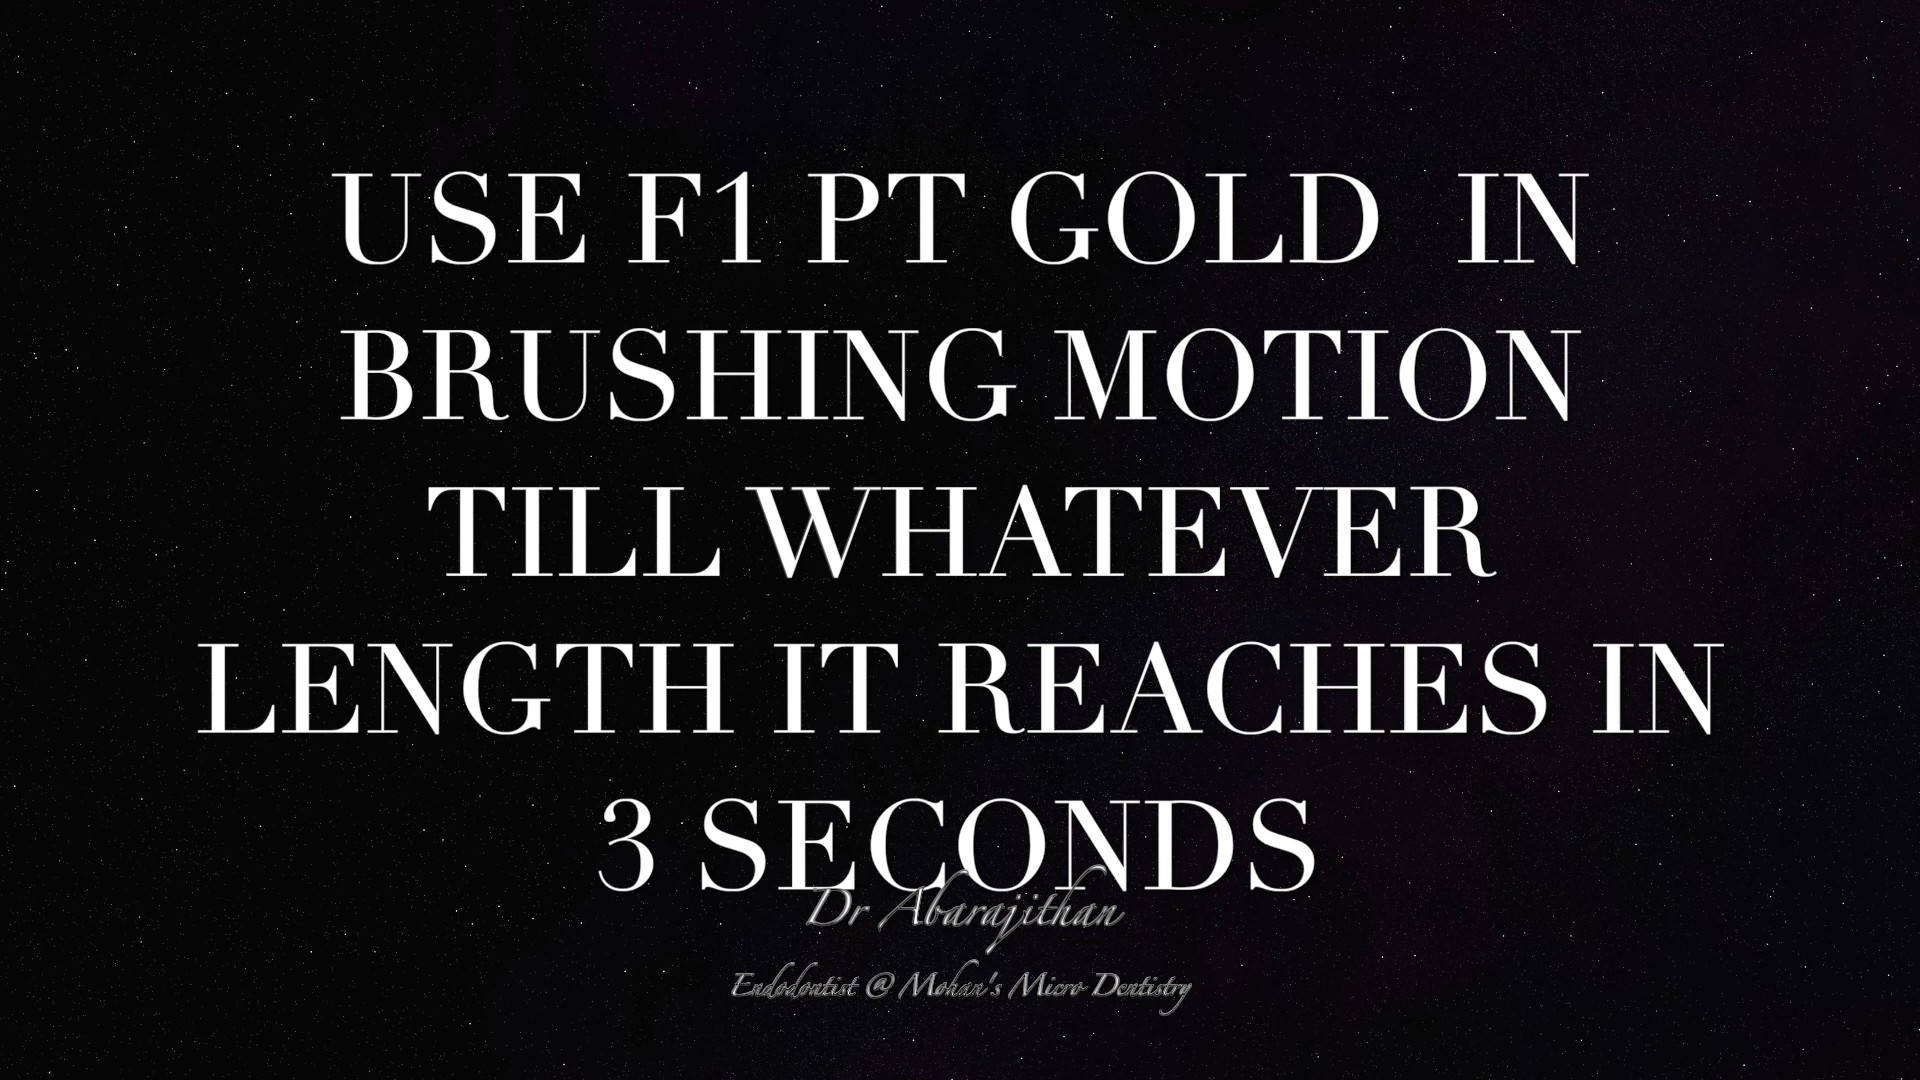 USE F1 PT GOLD  IN
BRUSHING MOTION
TILL WHATEVER
LENGTH IT REACHES IN
3 SECONDS
Dr Abarajithan
Endodontist @ Mohan's Micro Dentistry